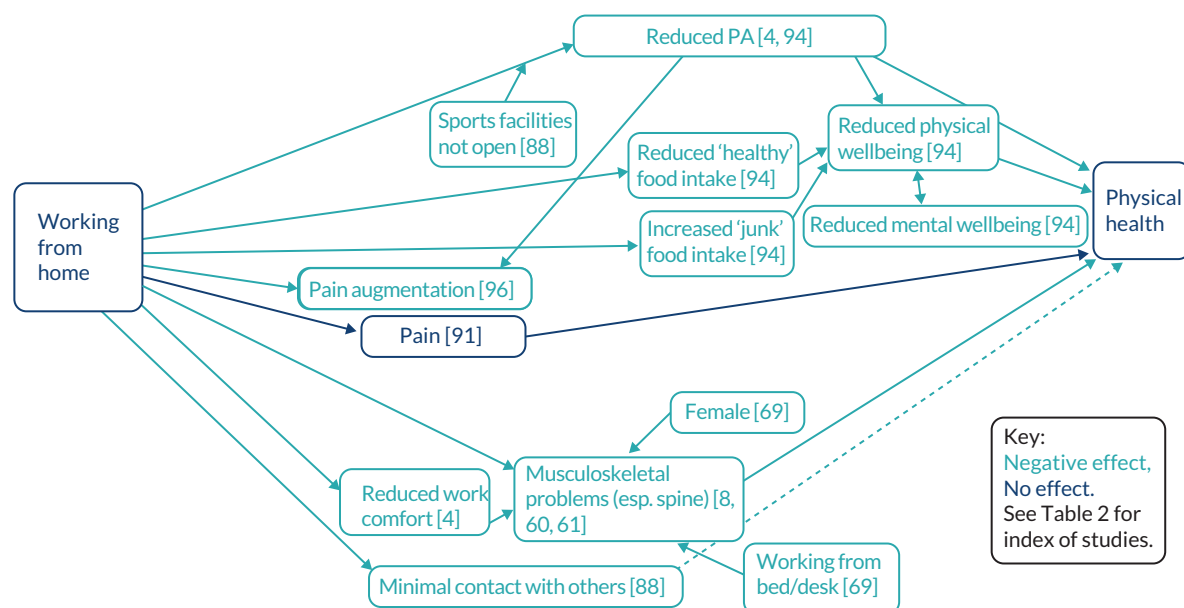 Reduced PA [4, 94]
Sports facilities
not open [88]
Reduced physical
wellbeing [94]
Reduced ‘healthy’
food intake [94]
Working
from
home
Physical
health
Reduced mental wellbeing [94]
Increased ‘junk’
food intake [94]
Pain augmentation [96]
Pain [91]
Female [69]
Musculoskeletal
problems (esp. spine) [8,
60, 61]
Reduced work
comfort [4]
Working from
bed/desk [69]
Minimal contact with others [88]
Key:
Negative effect,
No effect.
See Table 2 for
index of studies.